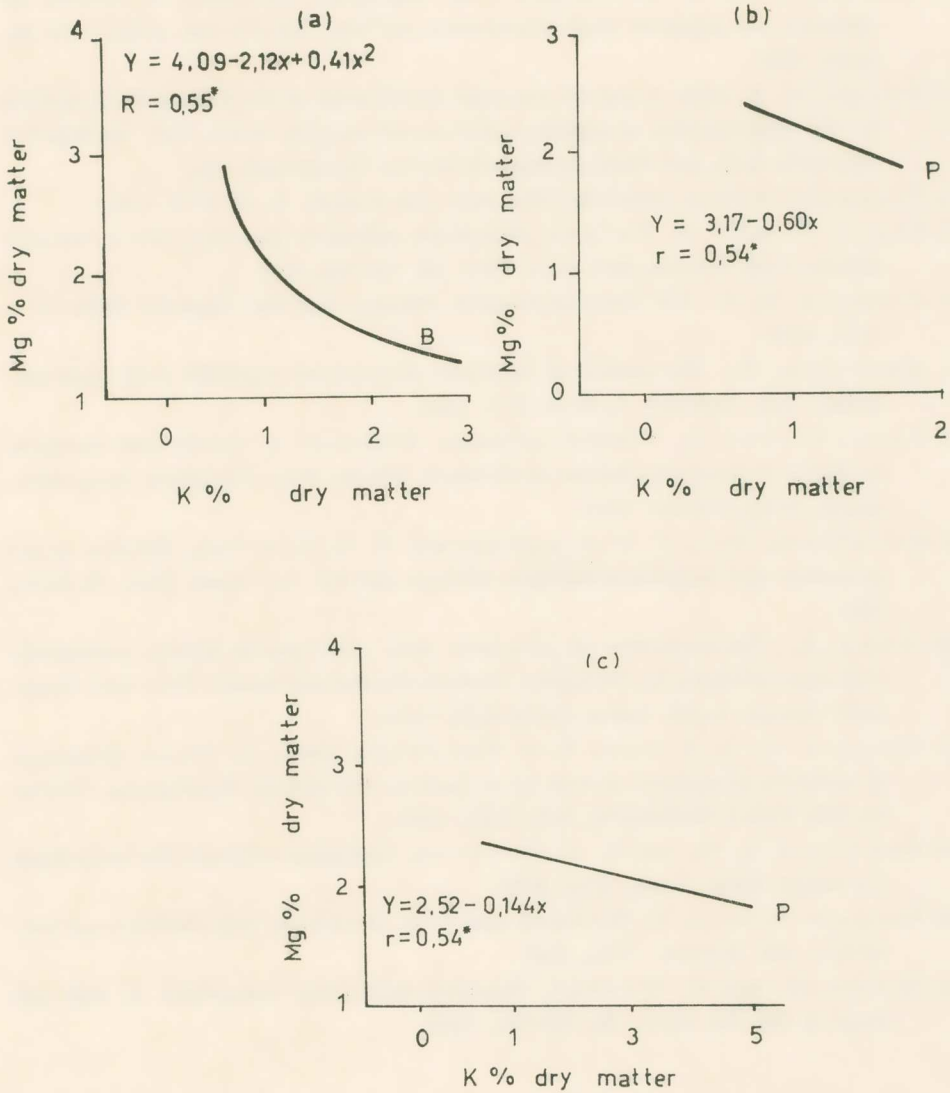 (a)
4
Y = 4.09-2,12x+0,41x²
R = 0,55*
3
2
1
Mg % dry matter
B
0 1 2 3
K % dry matter
(b)
3
2
1
0
Mg % dry matter
P
Y = 3,17-0,60x
r = 0,54*
0 1 2
K % dry matter
(c)
4
3
2
1
Mg % dry matter
Y=2.52-0,144x
r=0,54*
P
0 1 3 5
K % dry matter